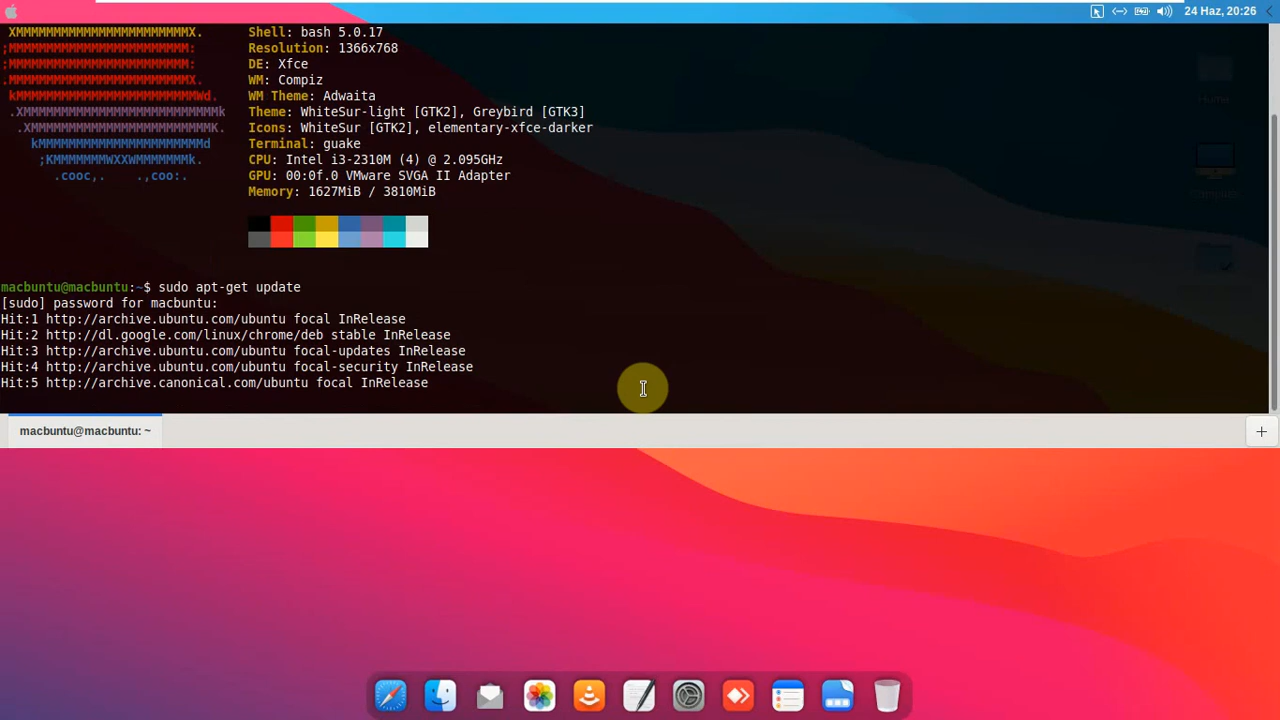 24 Haz, 20:26
XMMMMMMMMMMMMMMMMMMMMMMMX. Shell: bash 5.0.17
;MMMMMMMMMMMMMMMMMMMMMMMM: Resolution: 1366x768
;MMMMMMMMMMMMMMMMMMMMMMMM: DE: Xfce
.MMMMMMMMMMMMMMMMMMMMMMMMX. WM: Compiz
kMMMMMMMMMMMMMMMMMMMMMMMMWd. WM Theme: Adwaita
.XMMMMMMMMMMMMMMMMMMMMMMMMMMk Theme: WhiteSur-light [GTK2], Greybird [GTK3]
.XMMMMMMMMMMMMMMMMMMMMMMMMK. Icons: WhiteSur [GTK2], elementary-xfce-darker
kMMMMMMMMMMMMMMMMMMMMMMd Terminal: guake
;KMMMMMMMWXXWMMMMMMMk. CPU: Intel i3-2310M (4) @ 2.095GHz
.cooc,. .,coo:. GPU: 00:0f.0 VMware SVGA II Adapter
Memory: 1627MiB / 3810MiB
macbuntu@macbuntu:~$ sudo apt-get update
[sudo] password for macbuntu:
Hit:1 http://archive.ubuntu.com/ubuntu focal InRelease
Hit:2 http://dl.google.com/linux/chrome/deb stable InRelease
Hit:3 http://archive.ubuntu.com/ubuntu focal-updates InRelease
Hit:4 http://archive.ubuntu.com/ubuntu focal-security InRelease
Hit:5 http://archive.canonical.com/ubuntu focal InRelease
macbuntu@macbuntu: ~
Home